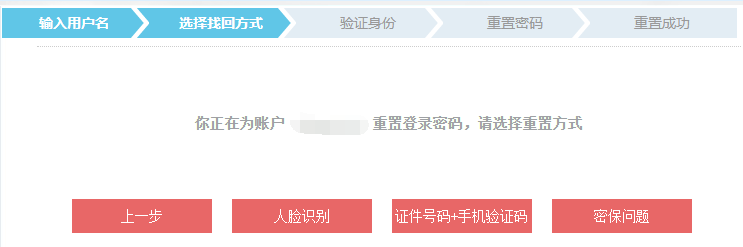 输入用户名 选择找回方式 验证身份 重置密码 重置成功
你正在为账户 重置登录密码，请选择重置方式
上一步 人脸识别 证件号码+手机验证码 密保问题